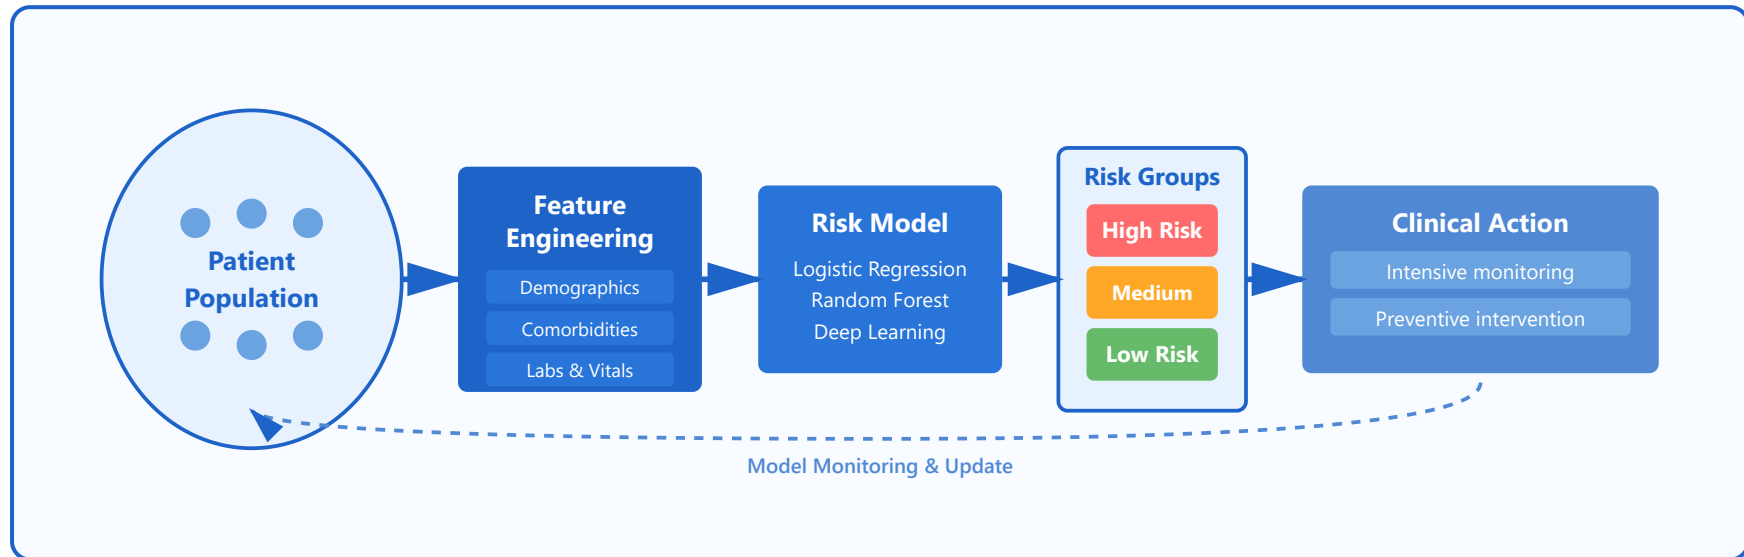 Patient
Population
Feature
Engineering
Demographics
Comorbidities
Labs & Vitals
Risk Model
Logistic Regression
Random Forest
Deep Learning
Risk Groups
High Risk
Medium
Low Risk
Clinical Action
Intensive monitoring
Preventive intervention
Model Monitoring & Update